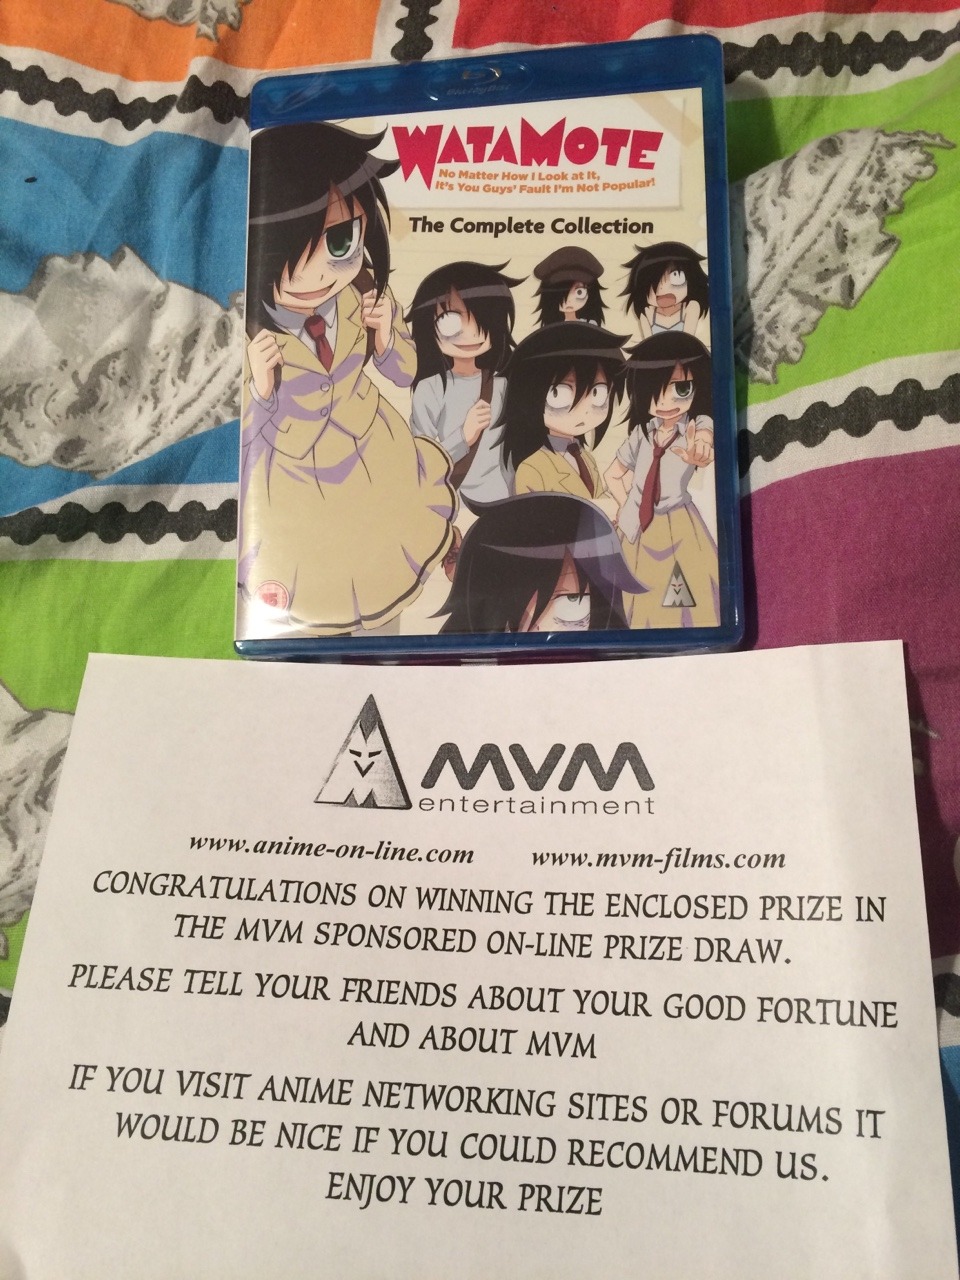 Blu-ray Disc
WATAMOTE
No Matter How I Look at It,
It's You Guys' Fault I'm Not Popular!
The Complete Collection
15
MVM
entertainment
www.anime-on-line.com www.mvm-films.com
CONGRATULATIONS ON WINNING THE ENCLOSED PRIZE IN
THE MVM SPONSORED ON-LINE PRIZE DRAW.
PLEASE TELL YOUR FRIENDS ABOUT YOUR GOOD FORTUNE
AND ABOUT MVM
IF YOU VISIT ANIME NETWORKING SITES OR FORUMS IT
WOULD BE NICE IF YOU COULD RECOMMEND US.
ENJOY YOUR PRIZE